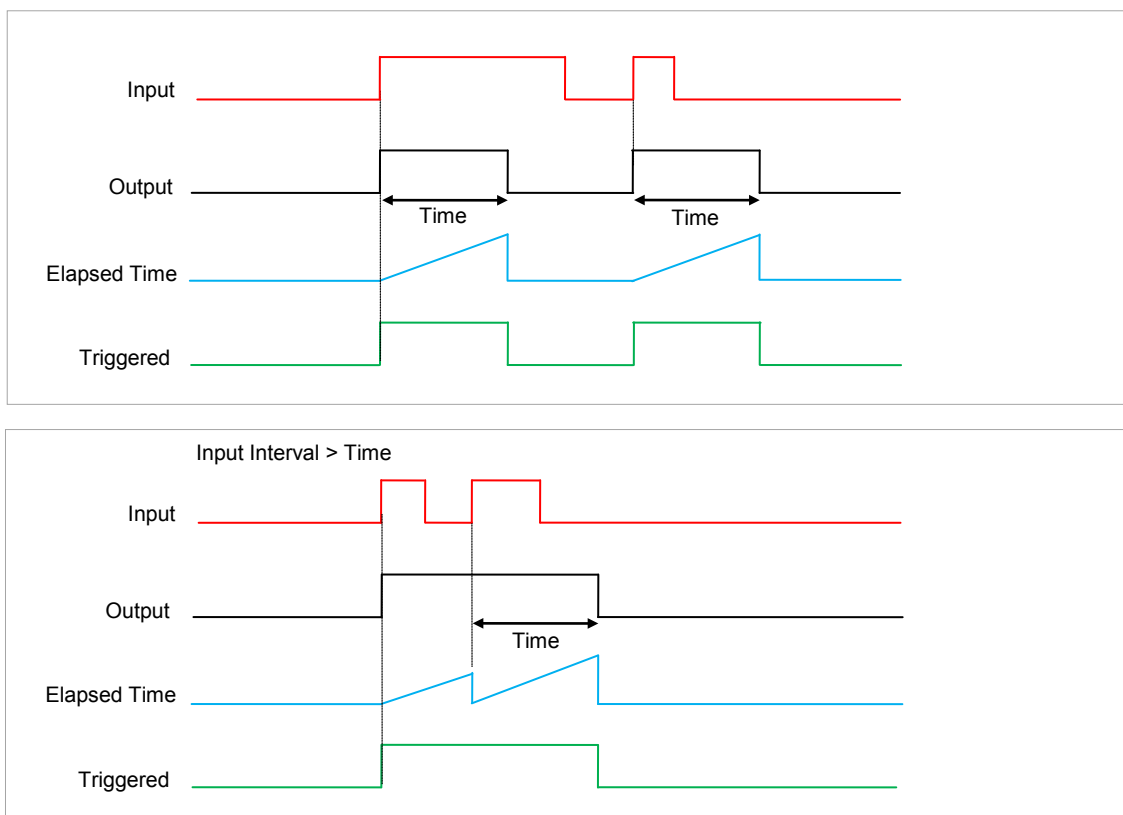 Input
Output
Time
Time
Elapsed Time
Triggered
Input Interval > Time
Input
Output
Time
Elapsed Time
Triggered